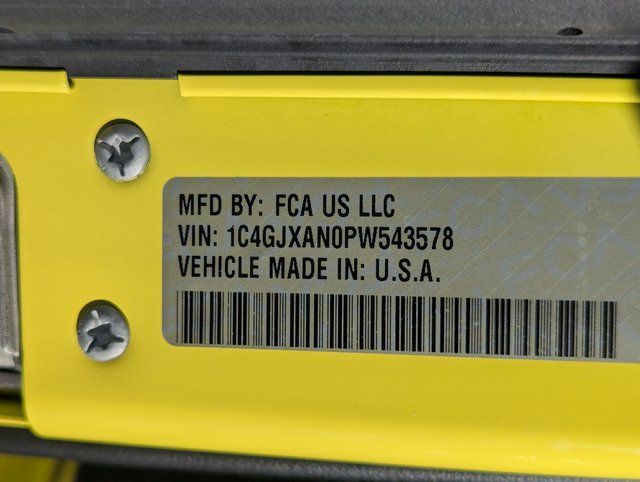 MFD BY: FCA US LLC
VIN: 1C4GJXAN0PW543578
VEHICLE MADE IN: U.S.A.